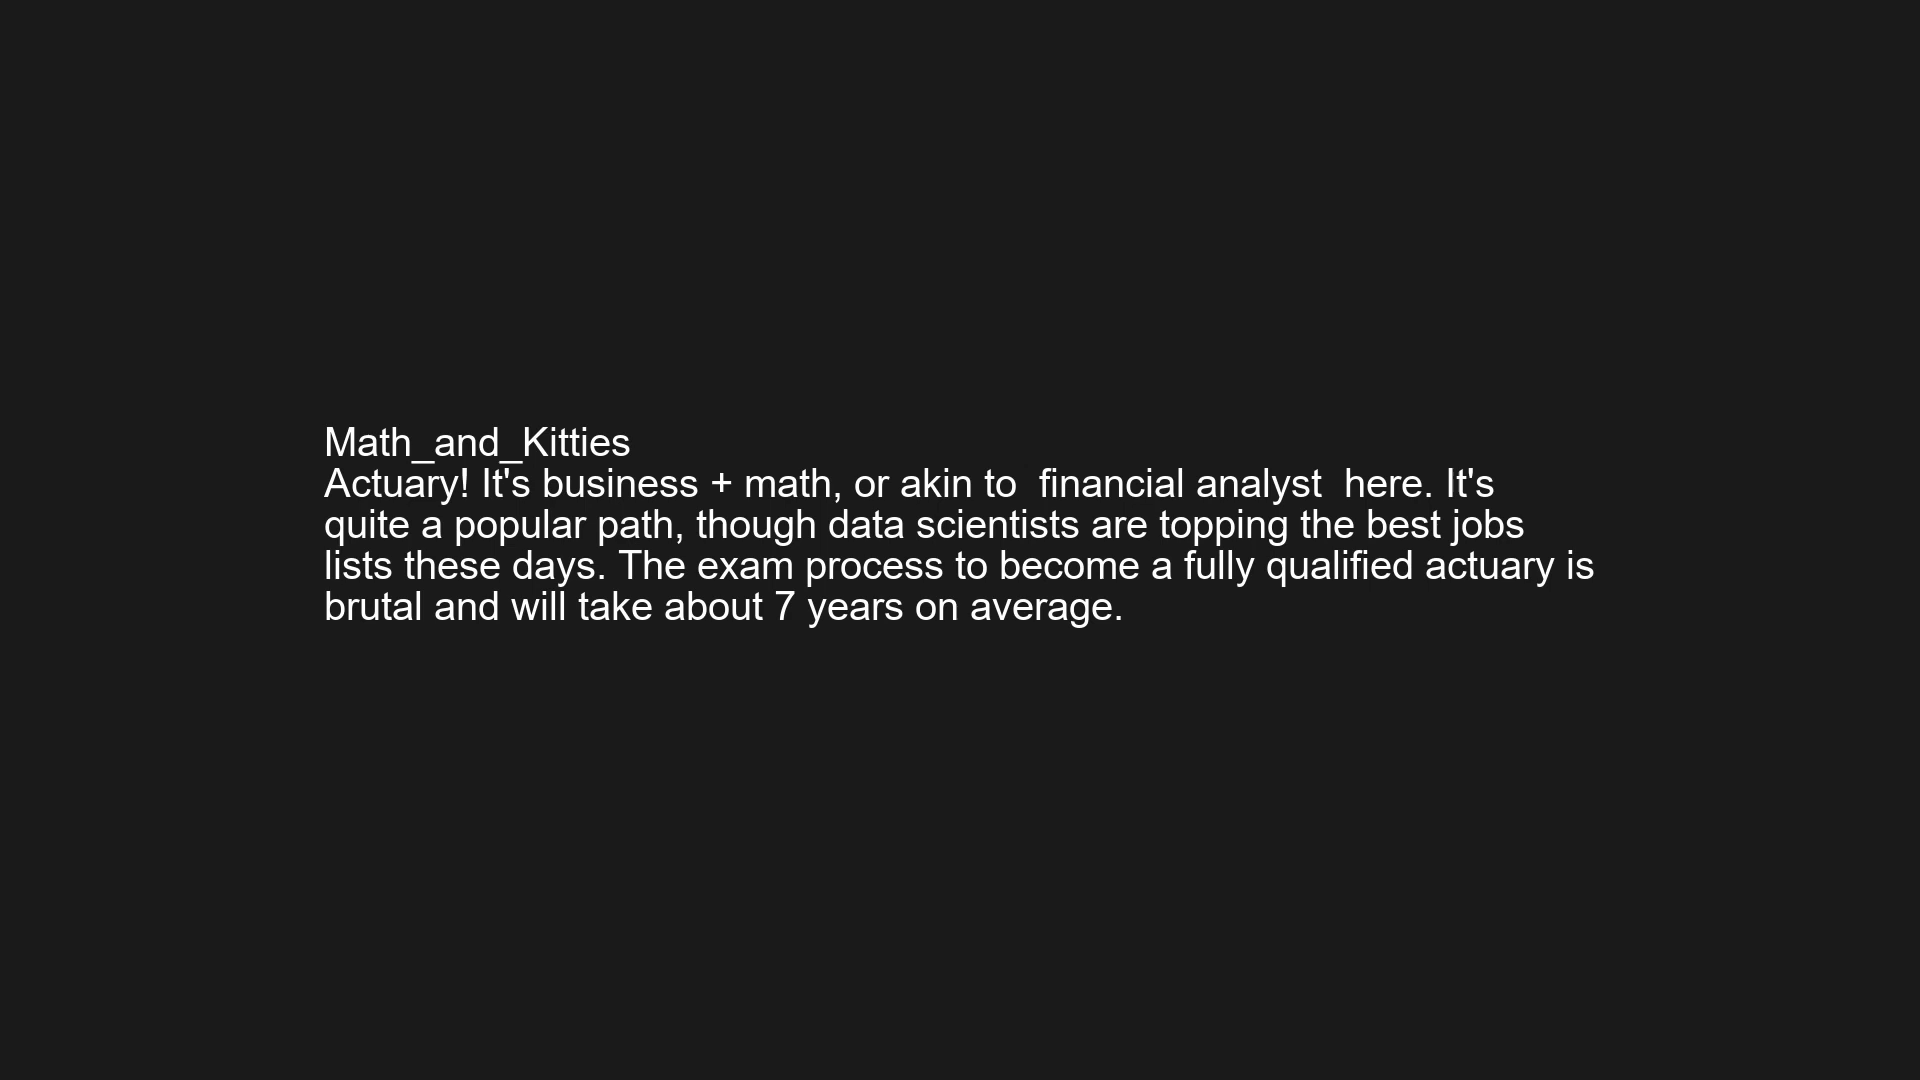 Math_and_Kitties
Actuary! It's business + math, or akin to  financial analyst  here. It's
quite a popular path, though data scientists are topping the best jobs
lists these days. The exam process to become a fully qualified actuary is
brutal and will take about 7 years on average.